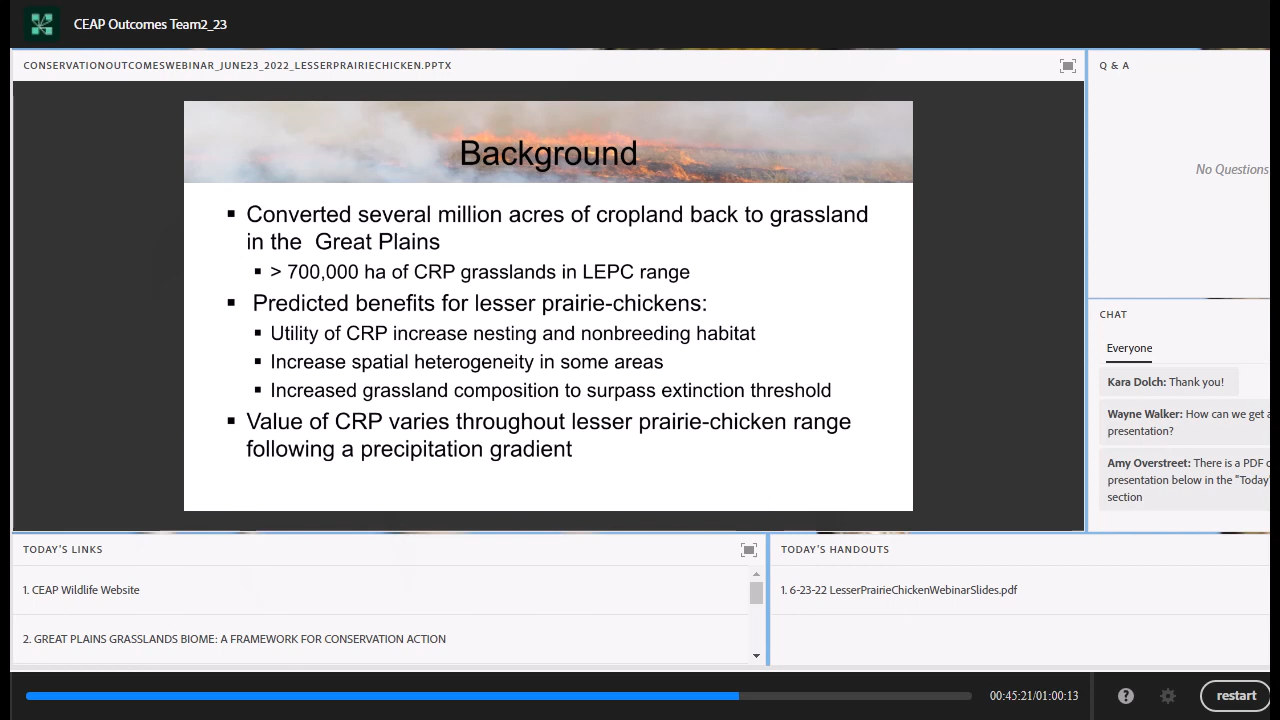 CEAP Outcomes Team2_23
CONSERVATIONOUTCOMESWEBINAR_JUNE23_2022_LESSERPRAIRIECHICKEN.PPTX
Background
▪ Converted several million acres of cropland back to grassland
in the  Great Plains
▪ > 700,000 ha of CRP grasslands in LEPC range
▪ Predicted benefits for lesser prairie-chickens:
▪ Utility of CRP increase nesting and nonbreeding habitat
▪ Increase spatial heterogeneity in some areas
▪ Increased grassland composition to surpass extinction threshold
▪ Value of CRP varies throughout lesser prairie-chicken range
following a precipitation gradient
Q & A
No Questions
CHAT
Everyone
Kara Dolch: Thank you!
Wayne Walker: How can we get a
presentation?
Amy Overstreet: There is a PDF
presentation below in the "Today
section
TODAY'S LINKS
1. CEAP Wildlife Website
2. GREAT PLAINS GRASSLANDS BIOME: A FRAMEWORK FOR CONSERVATION ACTION
TODAY'S HANDOUTS
1. 6-23-22 LesserPrairieChickenWebinarSlides.pdf
00:45:21/01:00:13
?
restart